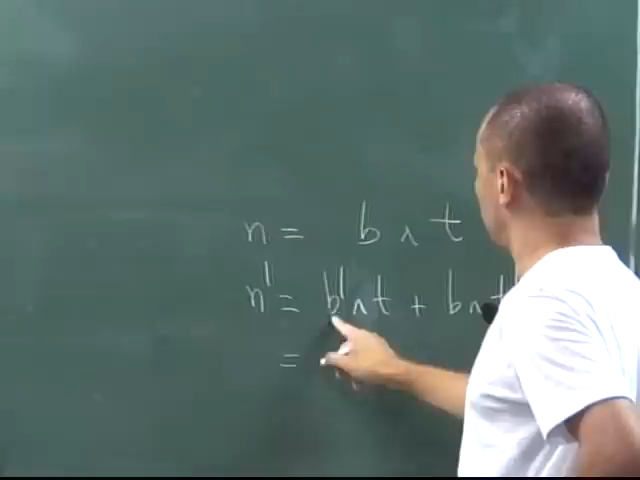 n = b ∧ t
n' = b' ∧ t + b ∧ t'
=